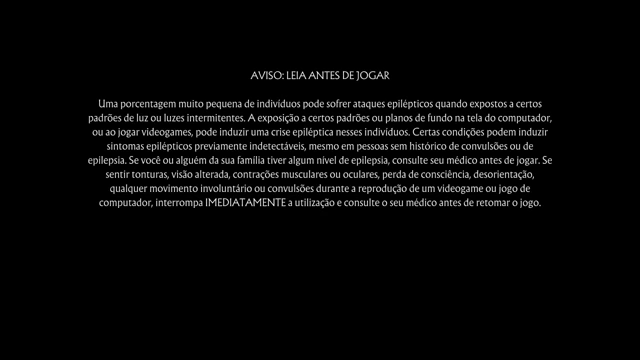 AVISO: LEIA ANTES DE JOGAR
Uma porcentagem muito pequena de indivíduos pode sofrer ataques epilépticos quando expostos a certos
padrões de luz ou luzes intermitentes. A exposição a certos padrões ou planos de fundo na tela do computador,
ou ao jogar videogames, pode induzir uma crise epiléptica nesses indivíduos. Certas condições podem induzir
sintomas epilépticos previamente indetectáveis, mesmo em pessoas sem histórico de convulsões ou de
epilepsia. Se você ou alguém da sua família tiver algum nível de epilepsia, consulte seu médico antes de jogar. Se
sentir tonturas, visão alterada, contrações musculares ou oculares, perda de consciência, desorientação,
qualquer movimento involuntário ou convulsões durante a reprodução de um videogame ou jogo de
computador, interrompa IMEDIATAMENTE a utilização e consulte o seu médico antes de retomar o jogo.